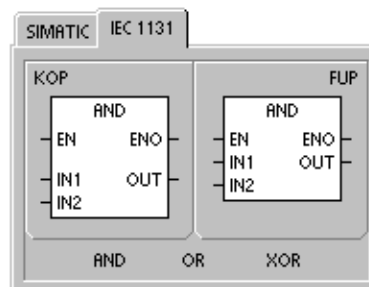 SIMATIC IEC 1131
KOP
AND
EN ENO
IN1 OUT
IN2
FUP
AND
EN ENO
IN1 OUT
IN2
AND OR XOR